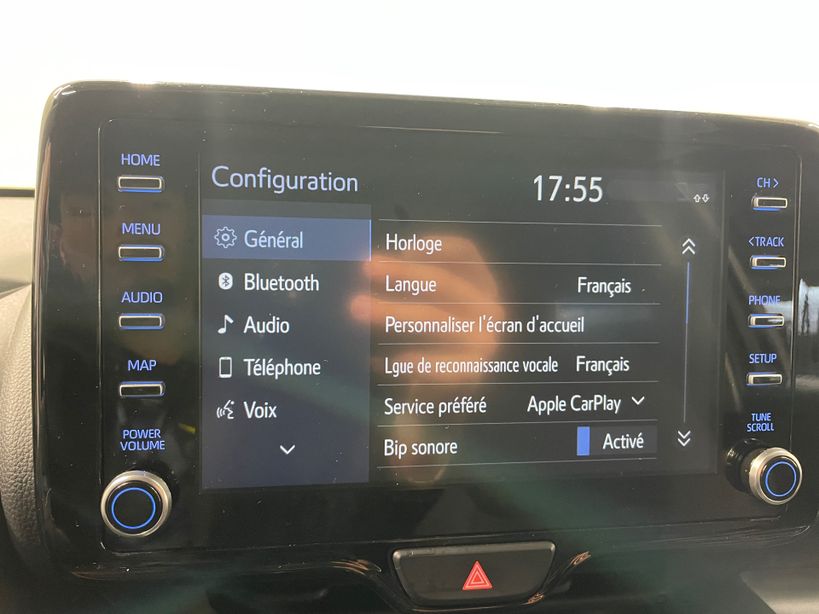 HOME
MENU
AUDIO
MAP
POWER
VOLUME
Configuration
17:55
Général
Bluetooth
Audio
Téléphone
Voix
Horloge
Langue Français
Personnaliser l'écran d'accueil
Lgue de reconnaissance vocale Français
Service préféré Apple CarPlay
Bip sonore Activé
CH >
< TRACK
PHONE
SETUP
TUNE
SCROLL